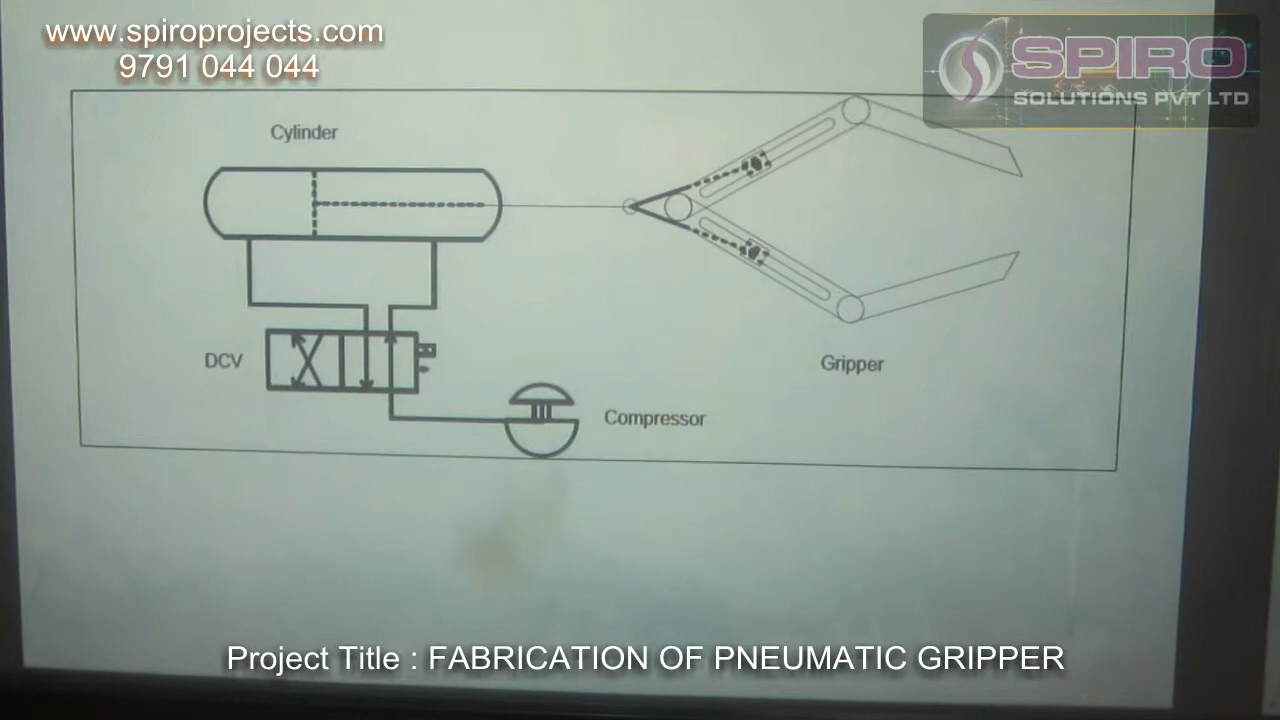 www.spiroprojects.com
9791 044 044
SPIRO
SOLUTIONS PVT LTD
Cylinder
DCV
Gripper
Compressor
Project Title : FABRICATION OF PNEUMATIC GRIPPER